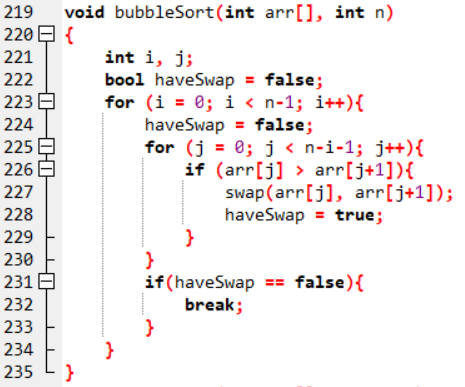 219 void bubbleSort(int arr[], int n)
220 {
221     int i, j;
222     bool haveSwap = false;
223     for (i = 0; i < n-1; i++){
224         haveSwap = false;
225         for (j = 0; j < n-i-1; j++){
226             if (arr[j] > arr[j+1]){
227                 swap(arr[j], arr[j+1]);
228                 haveSwap = true;
229             }
230         }
231         if(haveSwap == false){
232             break;
233         }
234     }
235 }